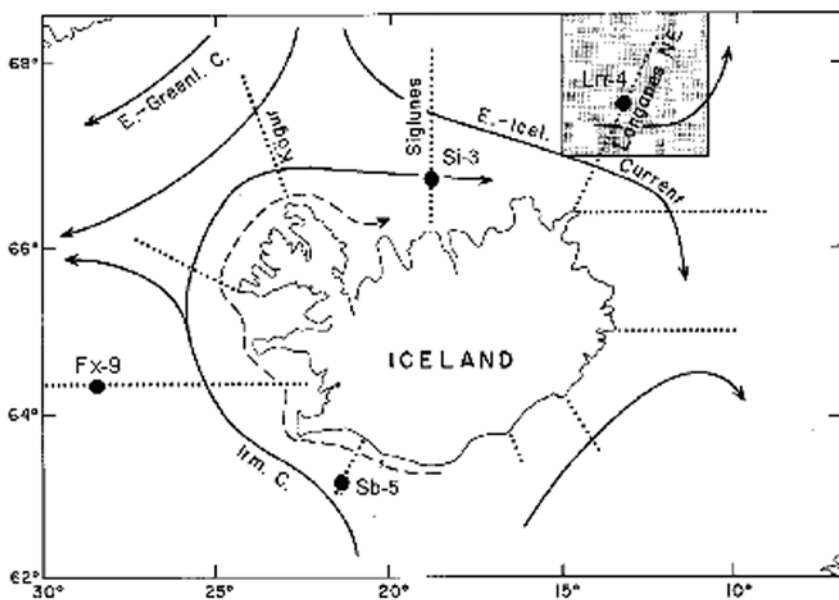 68°
66°
64°
62°
30°
25°
20°
15°
10°
E.-Greenl. C.
Kögur
Siglunes
Si-3
E.-Icel.
Current
Ln-4
Langanes NE
Fx-9
ICELAND
Irm. C.
Sb-5